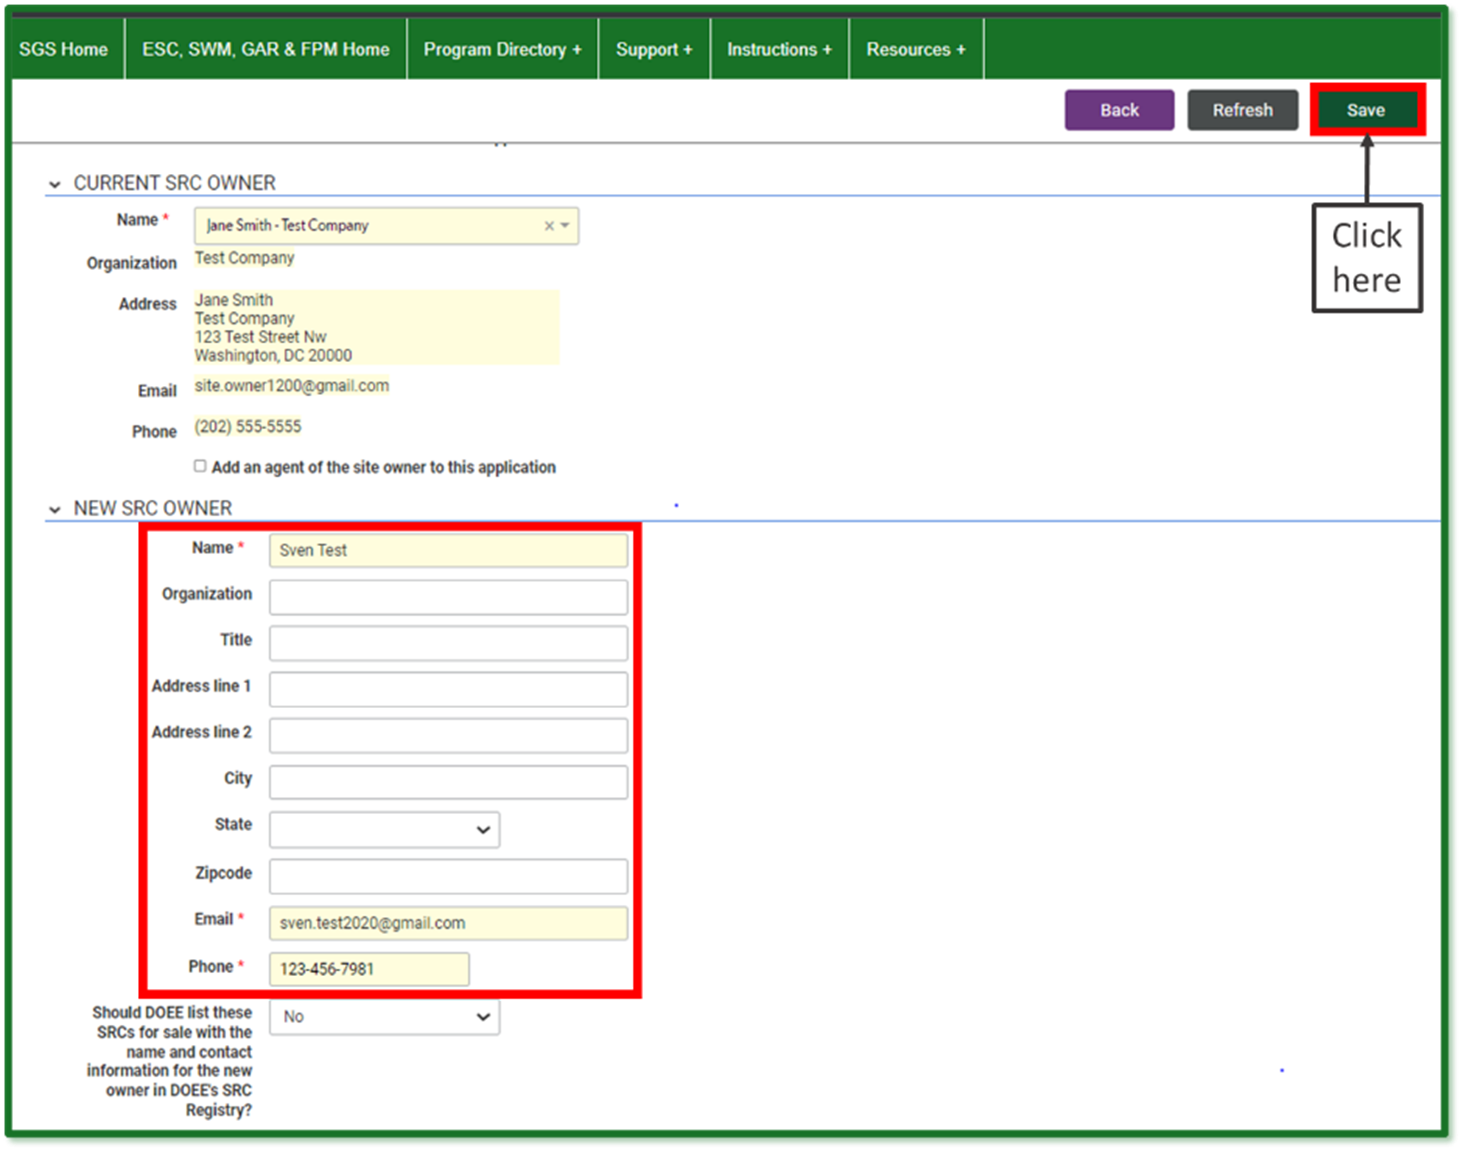 SGS Home ESC, SWM, GAR & FPM Home Program Directory + Support + Instructions + Resources +
Back Refresh Save
Click
here
CURRENT SRC OWNER
Name * Jane Smith - Test Company
Organization Test Company
Address Jane Smith
Test Company
123 Test Street Nw
Washington, DC 20000
Email site.owner1200@gmail.com
Phone (202) 555-5555
Add an agent of the site owner to this application
NEW SRC OWNER
Name * Sven Test
Organization
Title
Address line 1
Address line 2
City
State
Zipcode
Email * sven.test2020@gmail.com
Phone * 123-456-7981
Should DOEE list these No
SRCs for sale with the
name and contact
information for the new
owner in DOEE's SRC
Registry?